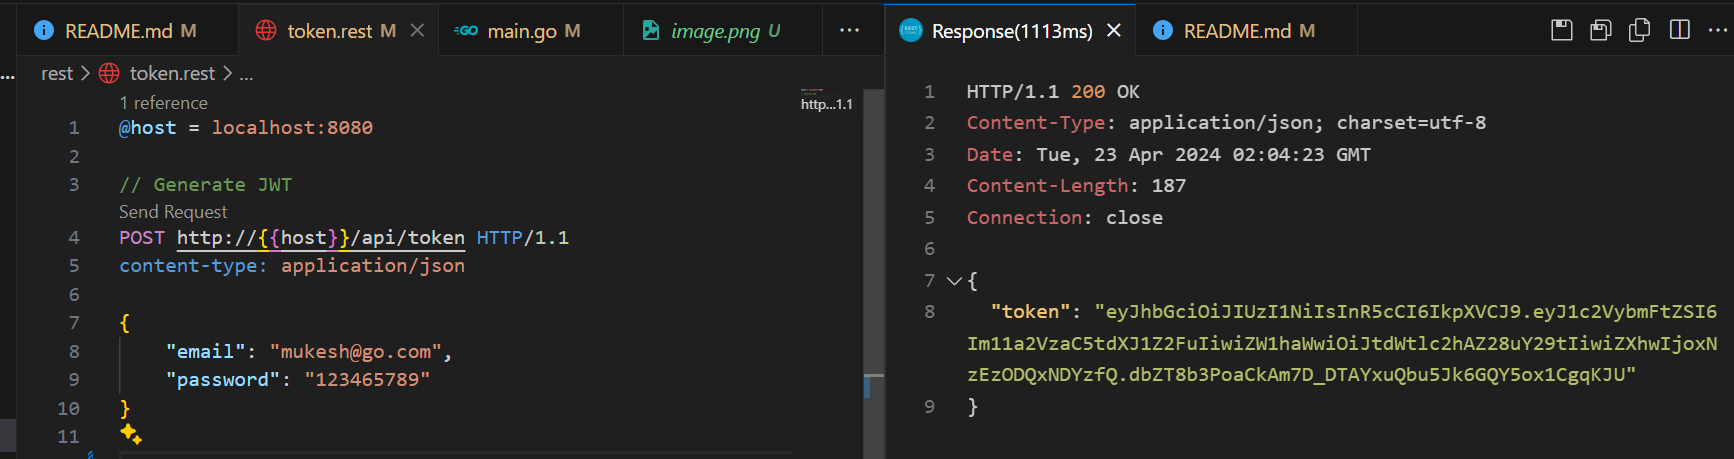 README.md M
token.rest M
main.go M
image.png U
...
rest > token.rest > ...
1 reference
1 @host = localhost:8080
2
3 // Generate JWT
Send Request
4 POST http://{{host}}/api/token HTTP/1.1
5 content-type: application/json
6
7 {
8 "email": "mukesh@go.com",
9 "password": "123465789"
10 }
11
http...1.1
Response(1113ms)
README.md M
...
1 HTTP/1.1 200 OK
2 Content-Type: application/json; charset=utf-8
3 Date: Tue, 23 Apr 2024 02:04:23 GMT
4 Content-Length: 187
5 Connection: close
6
7 {
8 "token": "eyJhbGciOiJIUzI1NiIsInR5cCI6IkpXVCJ9.eyJ1c2VybmFtZSI6
Im11a2VzaC5tdXJ1Z2FuIiwiZW1haWwiOiJtdWtlc2hAZ28uY29tIiwiZXhwIjoxN
zEzODQxNDYzfQ.dbZT8b3PoaCkAm7D_DTAYxuQbu5Jk6GQY5ox1CgqKJU"
9 }